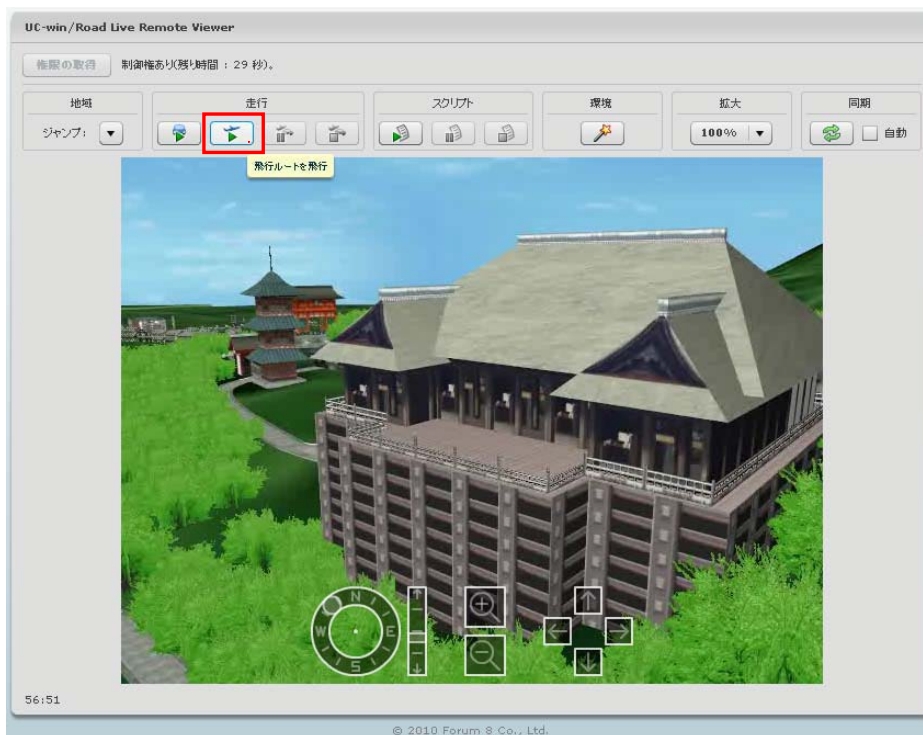 UC-win/Road Live Remote Viewer
権限の取得 制御権あり(残り時間 : 29 秒)。
地域 走行 スクリプト 環境 拡大 同期
ジャンプ: 100% 自動
飛行ルートを飛行
N
W E
S
56:51
© 2010 Forum 8 Co., Ltd.